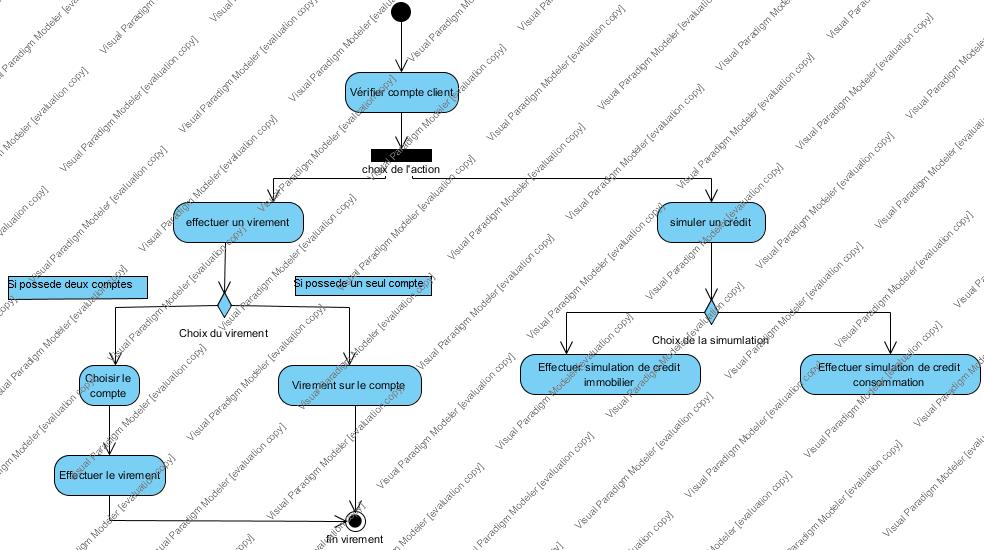 Vérifier compte client
choix de l'action
effectuer un virement
simuler un crédit
Si possede deux comptes
Si possede un seul compte
Choix du virement
Choix de la simumlation
Choisir le
compte
Virement sur le compte
Effectuer simulation de credit
immobilier
Effectuer simulation de credit
consommation
Effectuer le virement
fin virement
Visual Paradigm Modeler [evaluation copy]